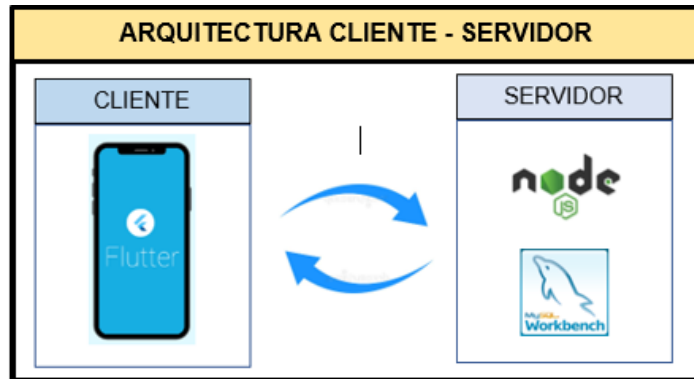 ARQUITECTURA CLIENTE - SERVIDOR
CLIENTE
SERVIDOR
Flutter
node
JS
MySQL
Workbench